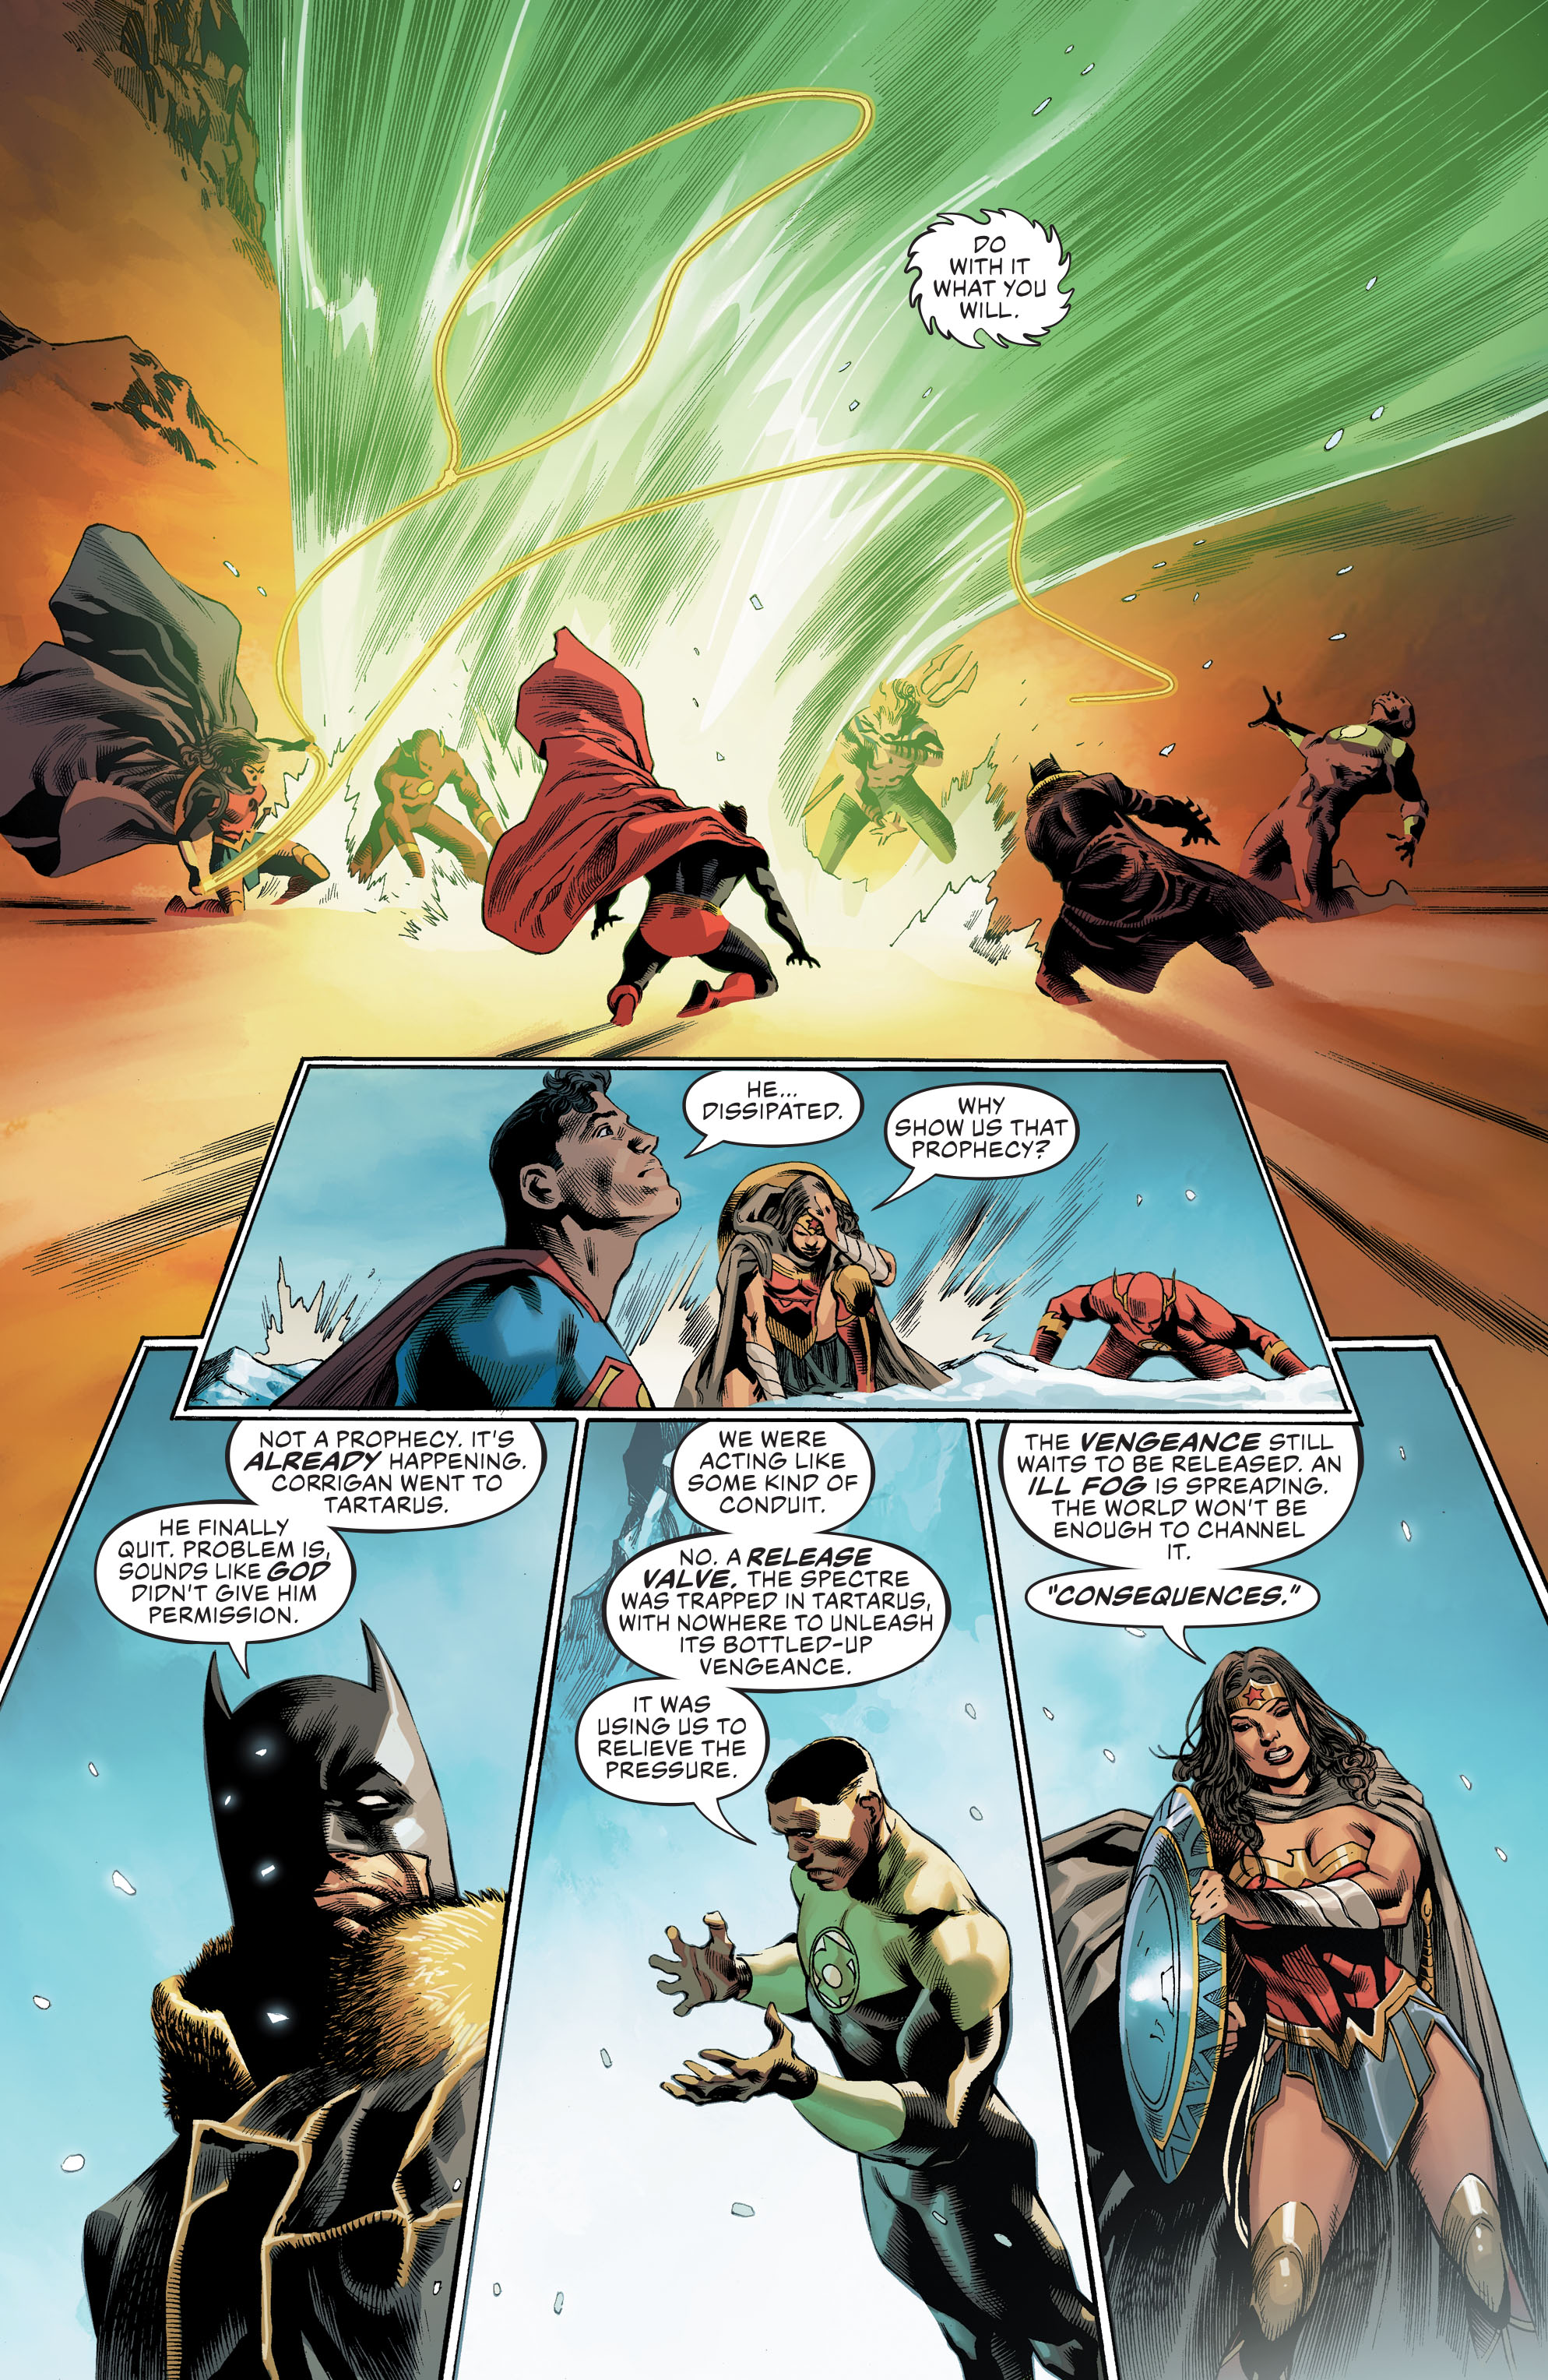 DO
WITH IT
WHAT YOU
WILL.
HE...
DISSIPATED.
WHY
SHOW US THAT
PROPHECY?
NOT A PROPHECY. IT'S
ALREADY HAPPENING.
CORRIGAN WENT TO
TARTARUS.
HE FINALLY
QUIT. PROBLEM IS,
SOUNDS LIKE GOD
DIDN'T GIVE HIM
PERMISSION.
WE WERE
ACTING LIKE
SOME KIND OF
CONDUIT.
NO. A RELEASE
VALVE. THE SPECTRE
WAS TRAPPED IN TARTARUS,
WITH NOWHERE TO UNLEASH
ITS BOTTLED-UP
VENGEANCE.
IT WAS
USING US TO
RELIEVE THE
PRESSURE.
THE VENGEANCE STILL
WAITS TO BE RELEASED. AN
ILL FOG IS SPREADING.
THE WORLD WON'T BE
ENOUGH TO CHANNEL
IT.
"CONSEQUENCES."